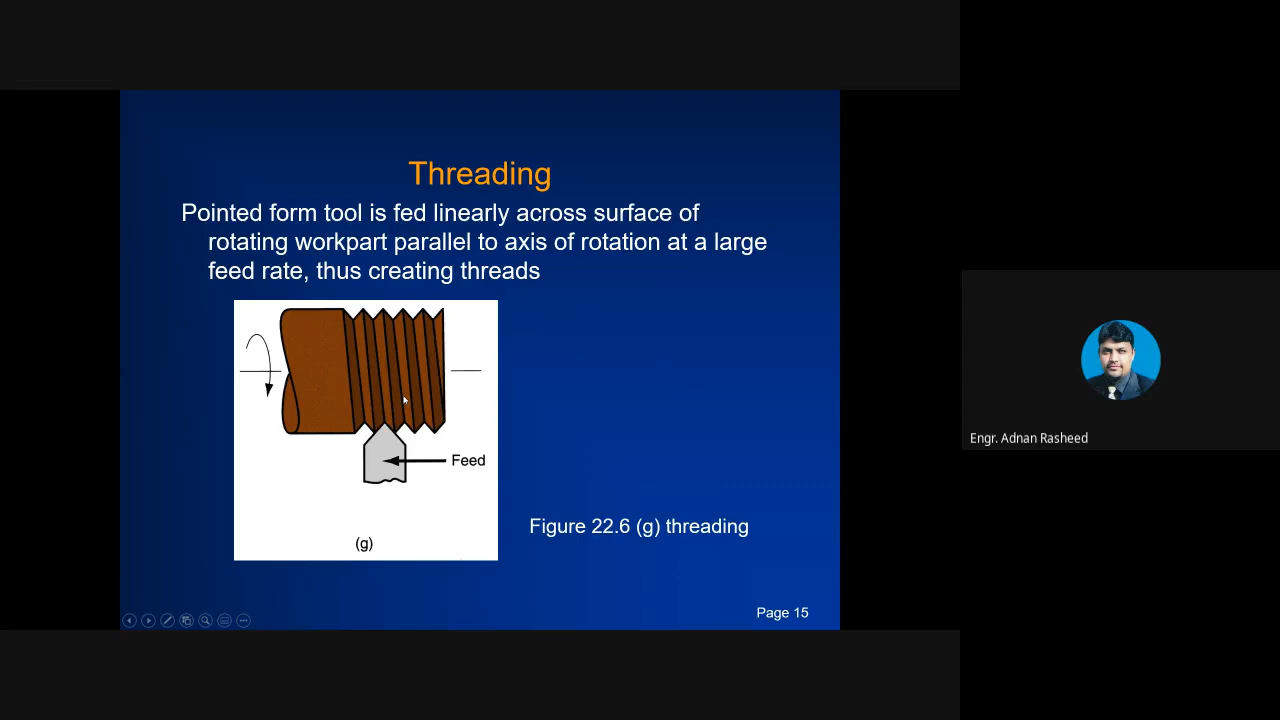 Threading
Pointed form tool is fed linearly across surface of
rotating workpart parallel to axis of rotation at a large
feed rate, thus creating threads
Feed
(g)
Figure 22.6 (g) threading
Page 15
Engr. Adnan Rasheed